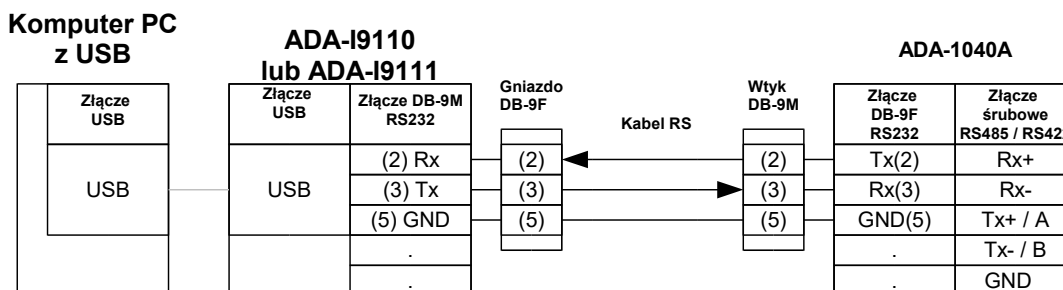 Komputer PC
z USB
ADA-I9110
lub ADA-I9111
ADA-1040A
Złącze
USB
Złącze
USB
Złącze DB-9M
RS232
Gniazdo
DB-9F
Kabel RS
Wtyk
DB-9M
Złącze
DB-9F
RS232
Złącze
śrubowe
RS485 / RS42
USB
USB
(2) Rx
(2)
(2)
Tx(2)
Rx+
(3) Tx
(3)
(3)
Rx(3)
Rx-
(5) GND
(5)
(5)
GND(5)
Tx+ / A
.
.
Tx- / B
.
.
GND